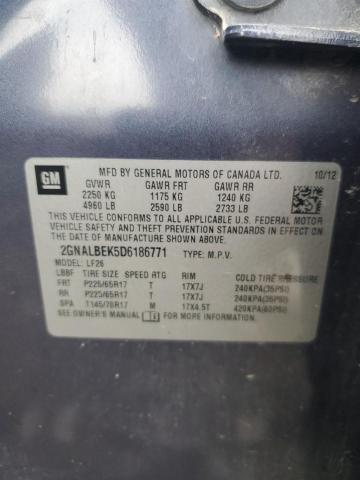 GM
MFD BY GENERAL MOTORS OF CANADA LTD. 10/12
GVWR GAWR FRT GAWR RR
2250 KG 1175 KG 1240 KG
4960 LB 2590 LB 2733 LB
THIS VEHICLE CONFORMS TO ALL APPLICABLE U.S. FEDERAL MOTOR
VEHICLE SAFETY AND THEFT PREVENTION STANDARDS IN EFFECT ON
THE DATE OF MANUFACTURE SHOWN ABOVE.
2GNALBEK5D6186771 TYPE: M.P.V.
MODEL: LF26
LBBF TIRE SIZE SPEED RTG RIM COLD TIRE PRESSURE
FRT P225/65R17 T 17X7J 240KPA(35PSI)
RR P225/65R17 T 17X7J 240KPA(35PSI)
SPA T145/70R17 M 17X4.5T 420KPA(60PSI)
SEE OWNER'S MANUAL FOR MORE INFORMATION